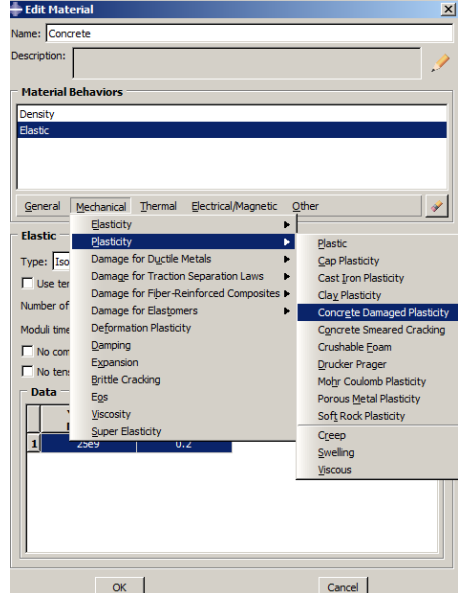 Edit Material
Name: Concrete
Description:
Material Behaviors
Density
Elastic
General Mechanical Thermal Electrical/Magnetic Other
Elasticity
Plasticity
Damage for Ductile Metals
Damage for Traction Separation Laws
Damage for Fiber-Reinforced Composites
Damage for Elastomers
Deformation Plasticity
Damping
Expansion
Brittle Cracking
Eos
Viscosity
Super Elasticity
Plastic
Cap Plasticity
Cast Iron Plasticity
Clay Plasticity
Concrete Damaged Plasticity
Concrete Smeared Cracking
Crushable Foam
Drucker Prager
Mohr Coulomb Plasticity
Porous Metal Plasticity
Soft Rock Plasticity
Creep
Swelling
Viscous
Elastic
Type: Iso
Use ter
Number of
Moduli time
No com
No tens
Data
1 25e9 0.2
OK Cancel